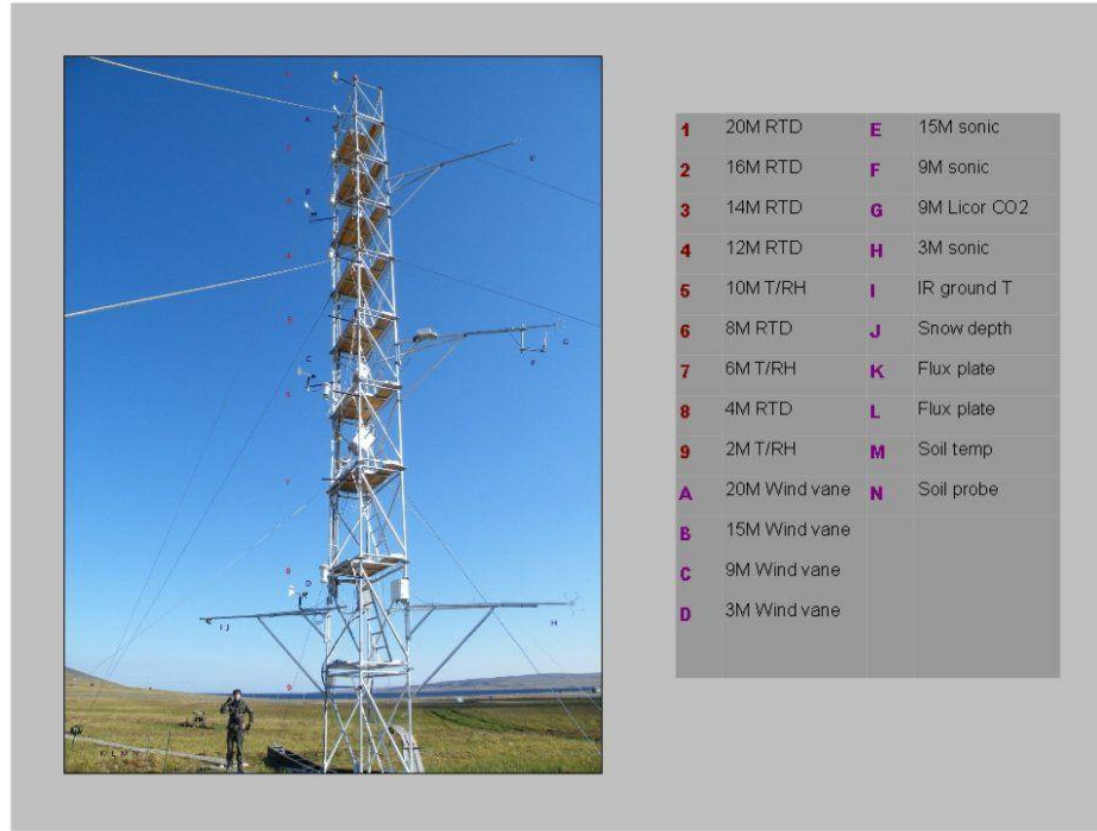 1 20M RTD E 15M sonic
2 16M RTD F 9M sonic
3 14M RTD G 9M Licor CO2
4 12M RTD H 3M sonic
5 10M T/RH I IR ground T
6 8M RTD J Snow depth
7 6M T/RH K Flux plate
8 4M RTD L Flux plate
9 2M T/RH M Soil temp
A 20M Wind vane N Soil probe
B 15M Wind vane
C 9M Wind vane
D 3M Wind vane
A
B
E
C
G
F
D
I J
H
K L M